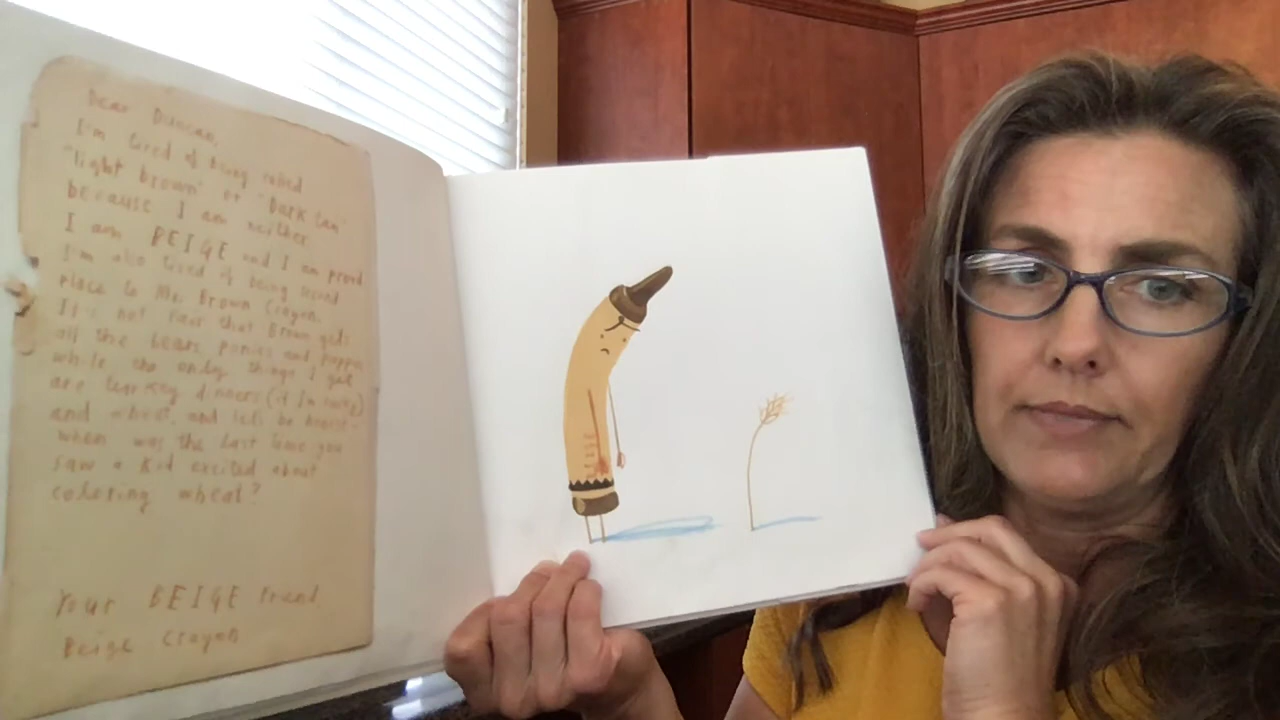 Dear Duncan,
I'm tired of being called
"light brown" or "Dark tan"
because I am neither.
I am BEIGE and I am proud
I'm also tired of being second
place to Mr. Brown Crayon.
It's not fair that Brown gets
all the bears, ponies and puppies
while the only things I get
are turkey dinners (if I'm lucky)
and wheat, and let's be honest-
when was the last time you
saw a kid excited about
coloring wheat?
Your BEIGE friend
Beige Crayon